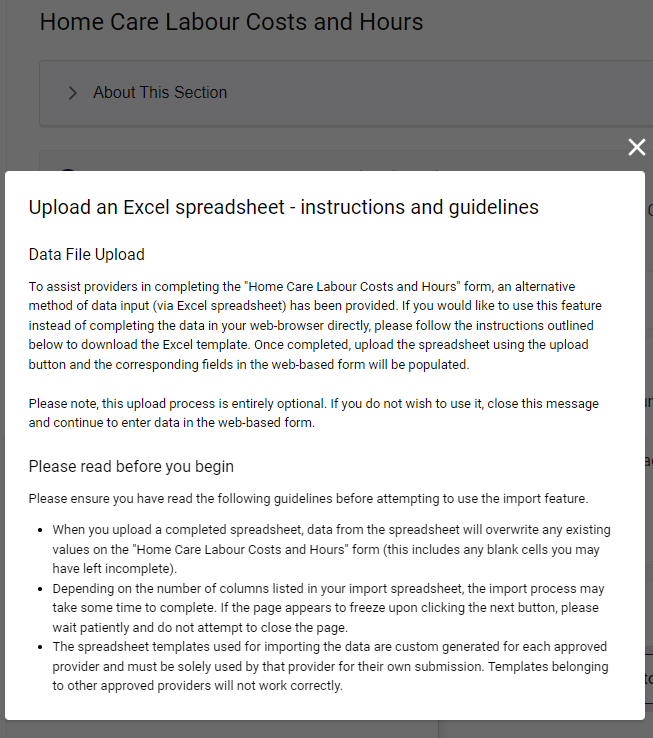 Home Care Labour Costs and Hours
About This Section
Upload an Excel spreadsheet - instructions and guidelines
Data File Upload
To assist providers in completing the "Home Care Labour Costs and Hours" form, an alternative
method of data input (via Excel spreadsheet) has been provided. If you would like to use this feature
instead of completing the data in your web-browser directly, please follow the instructions outlined
below to download the Excel template. Once completed, upload the spreadsheet using the upload
button and the corresponding fields in the web-based form will be populated.
Please note, this upload process is entirely optional. If you do not wish to use it, close this message
and continue to enter data in the web-based form.
Please read before you begin
Please ensure you have read the following guidelines before attempting to use the import feature.
• When you upload a completed spreadsheet, data from the spreadsheet will overwrite any existing
values on the "Home Care Labour Costs and Hours" form (this includes any blank cells you may
have left incomplete).
• Depending on the number of columns listed in your import spreadsheet, the import process may
take some time to complete. If the page appears to freeze upon clicking the next button, please
wait patiently and do not attempt to close the page.
• The spreadsheet templates used for importing the data are custom generated for each approved
provider and must be solely used by that provider for their own submission. Templates belonging
to other approved providers will not work correctly.